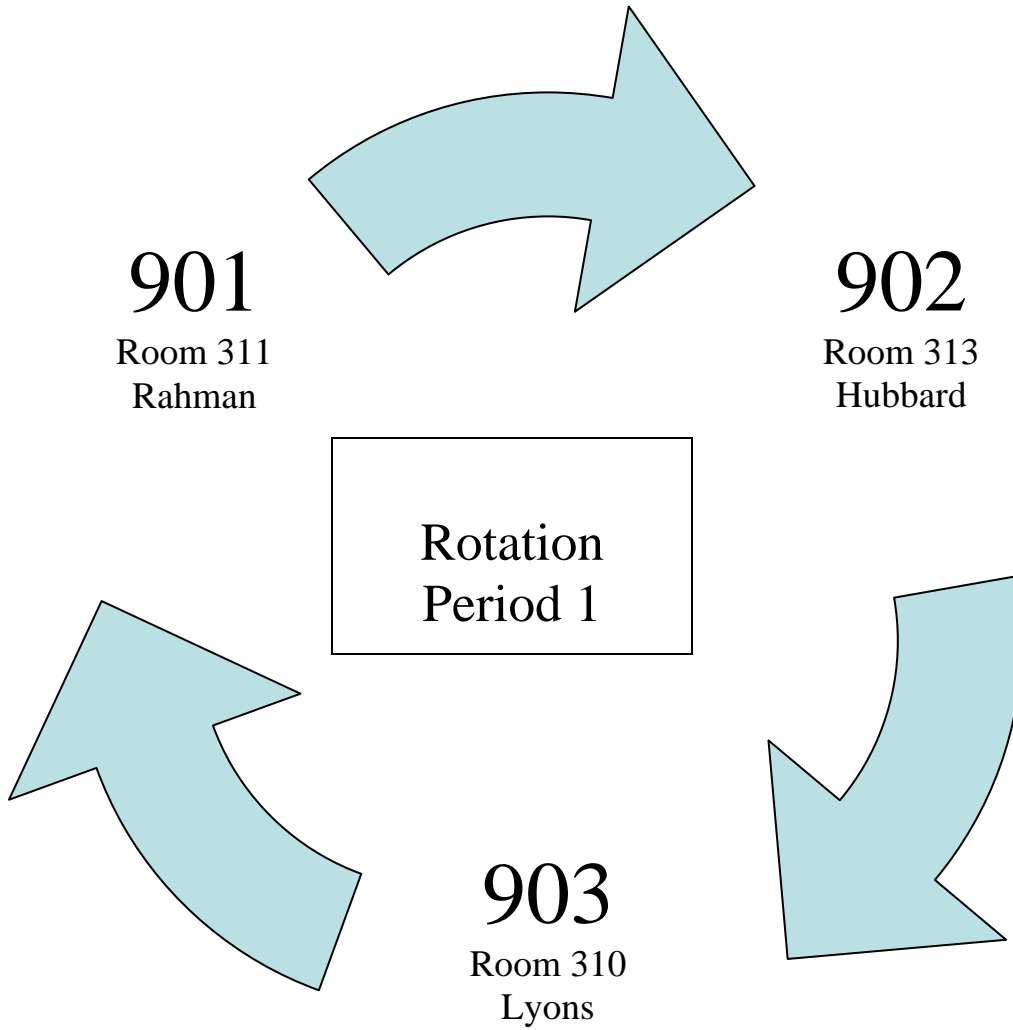 901
Room 311
Rahman
902
Room 313
Hubbard
Rotation
Period 1
903
Room 310
Lyons